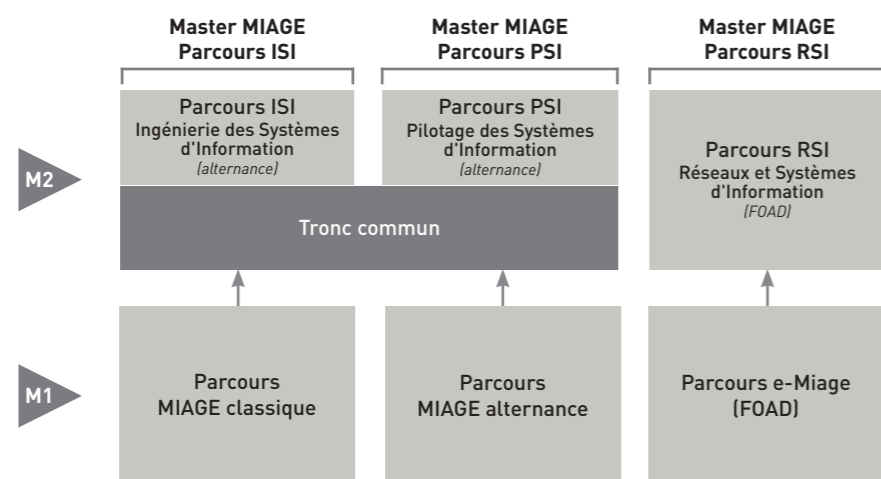 Master MIAGE
Parcours ISI
Master MIAGE
Parcours PSI
Master MIAGE
Parcours RSI
M2
Parcours ISI
Ingénierie des Systèmes
d'Information
(alternance)
Parcours PSI
Pilotage des Systèmes
d'Information
(alternance)
Parcours RSI
Réseaux et Systèmes
d'Information
(FOAD)
Tronc commun
M1
Parcours
MIAGE classique
Parcours
MIAGE alternance
Parcours e-Miage
(FOAD)